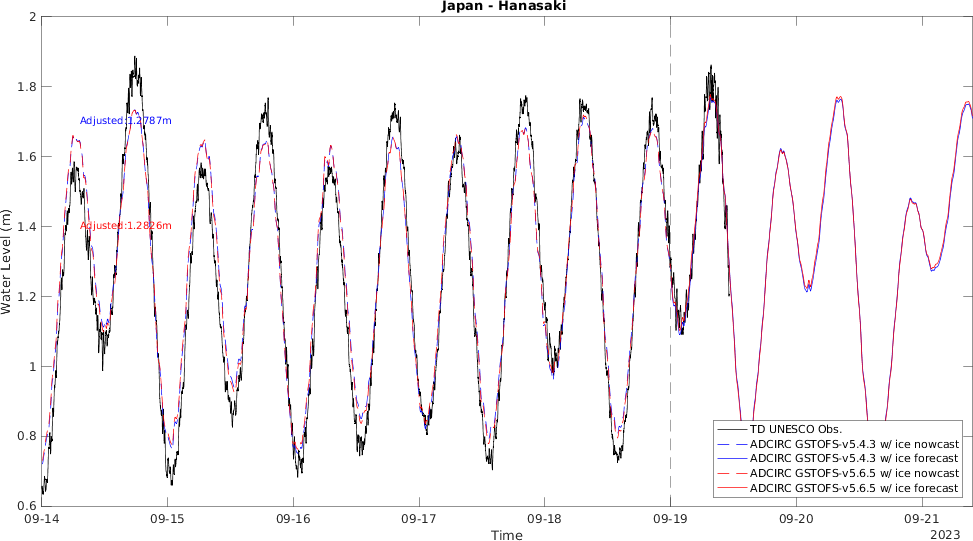 Japan - Hanasaki
2
1.8
1.6
1.4
1.2
1
0.8
0.6
Water Level (m)
Adjusted:1.2787m
Adjusted:1.2826m
TD UNESCO Obs.
ADCIRC GSTOFS-v5.4.3 w/ ice nowcast
ADCIRC GSTOFS-v5.4.3 w/ ice forecast
ADCIRC GSTOFS-v5.6.5 w/ ice nowcast
ADCIRC GSTOFS-v5.6.5 w/ ice forecast
09-14 09-15 09-16 09-17 09-18 09-19 09-20 09-21
Time
2023